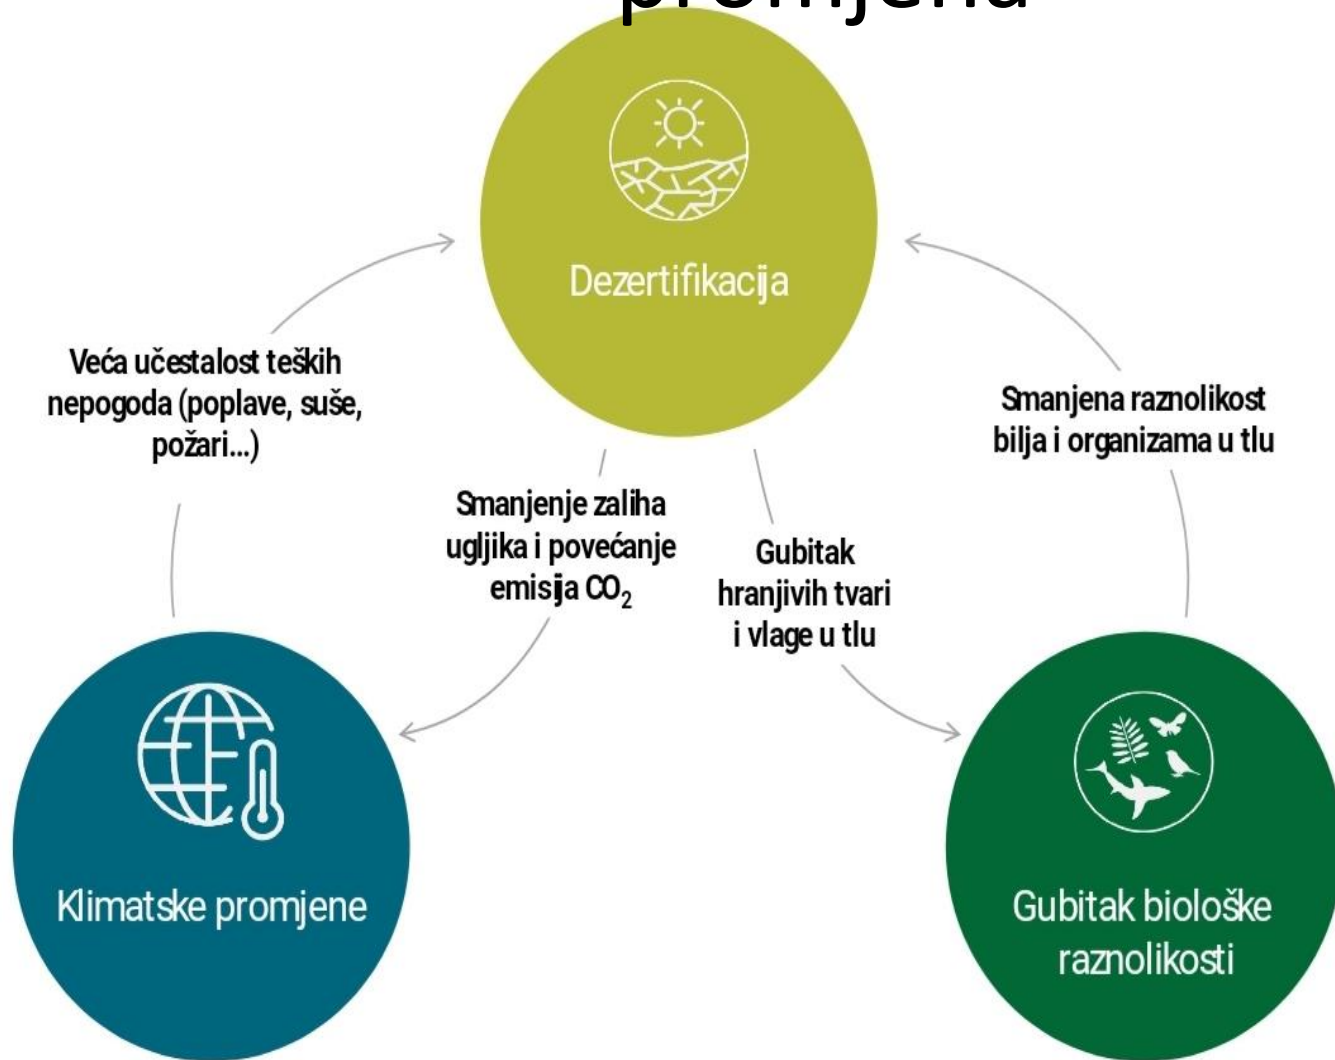 promjena
Dezertifikacija
Veća učestalost teških
nepogoda (poplave, suše,
požari...)
Smanjena raznolikost
bilja i organizama u tlu
Smanjenje zaliha
ugljika i povećanje
emisija CO₂
Gubitak
hranjivih tvari
i vlage u tlu
Klimatske promjene
Gubitak biološke
raznolikosti